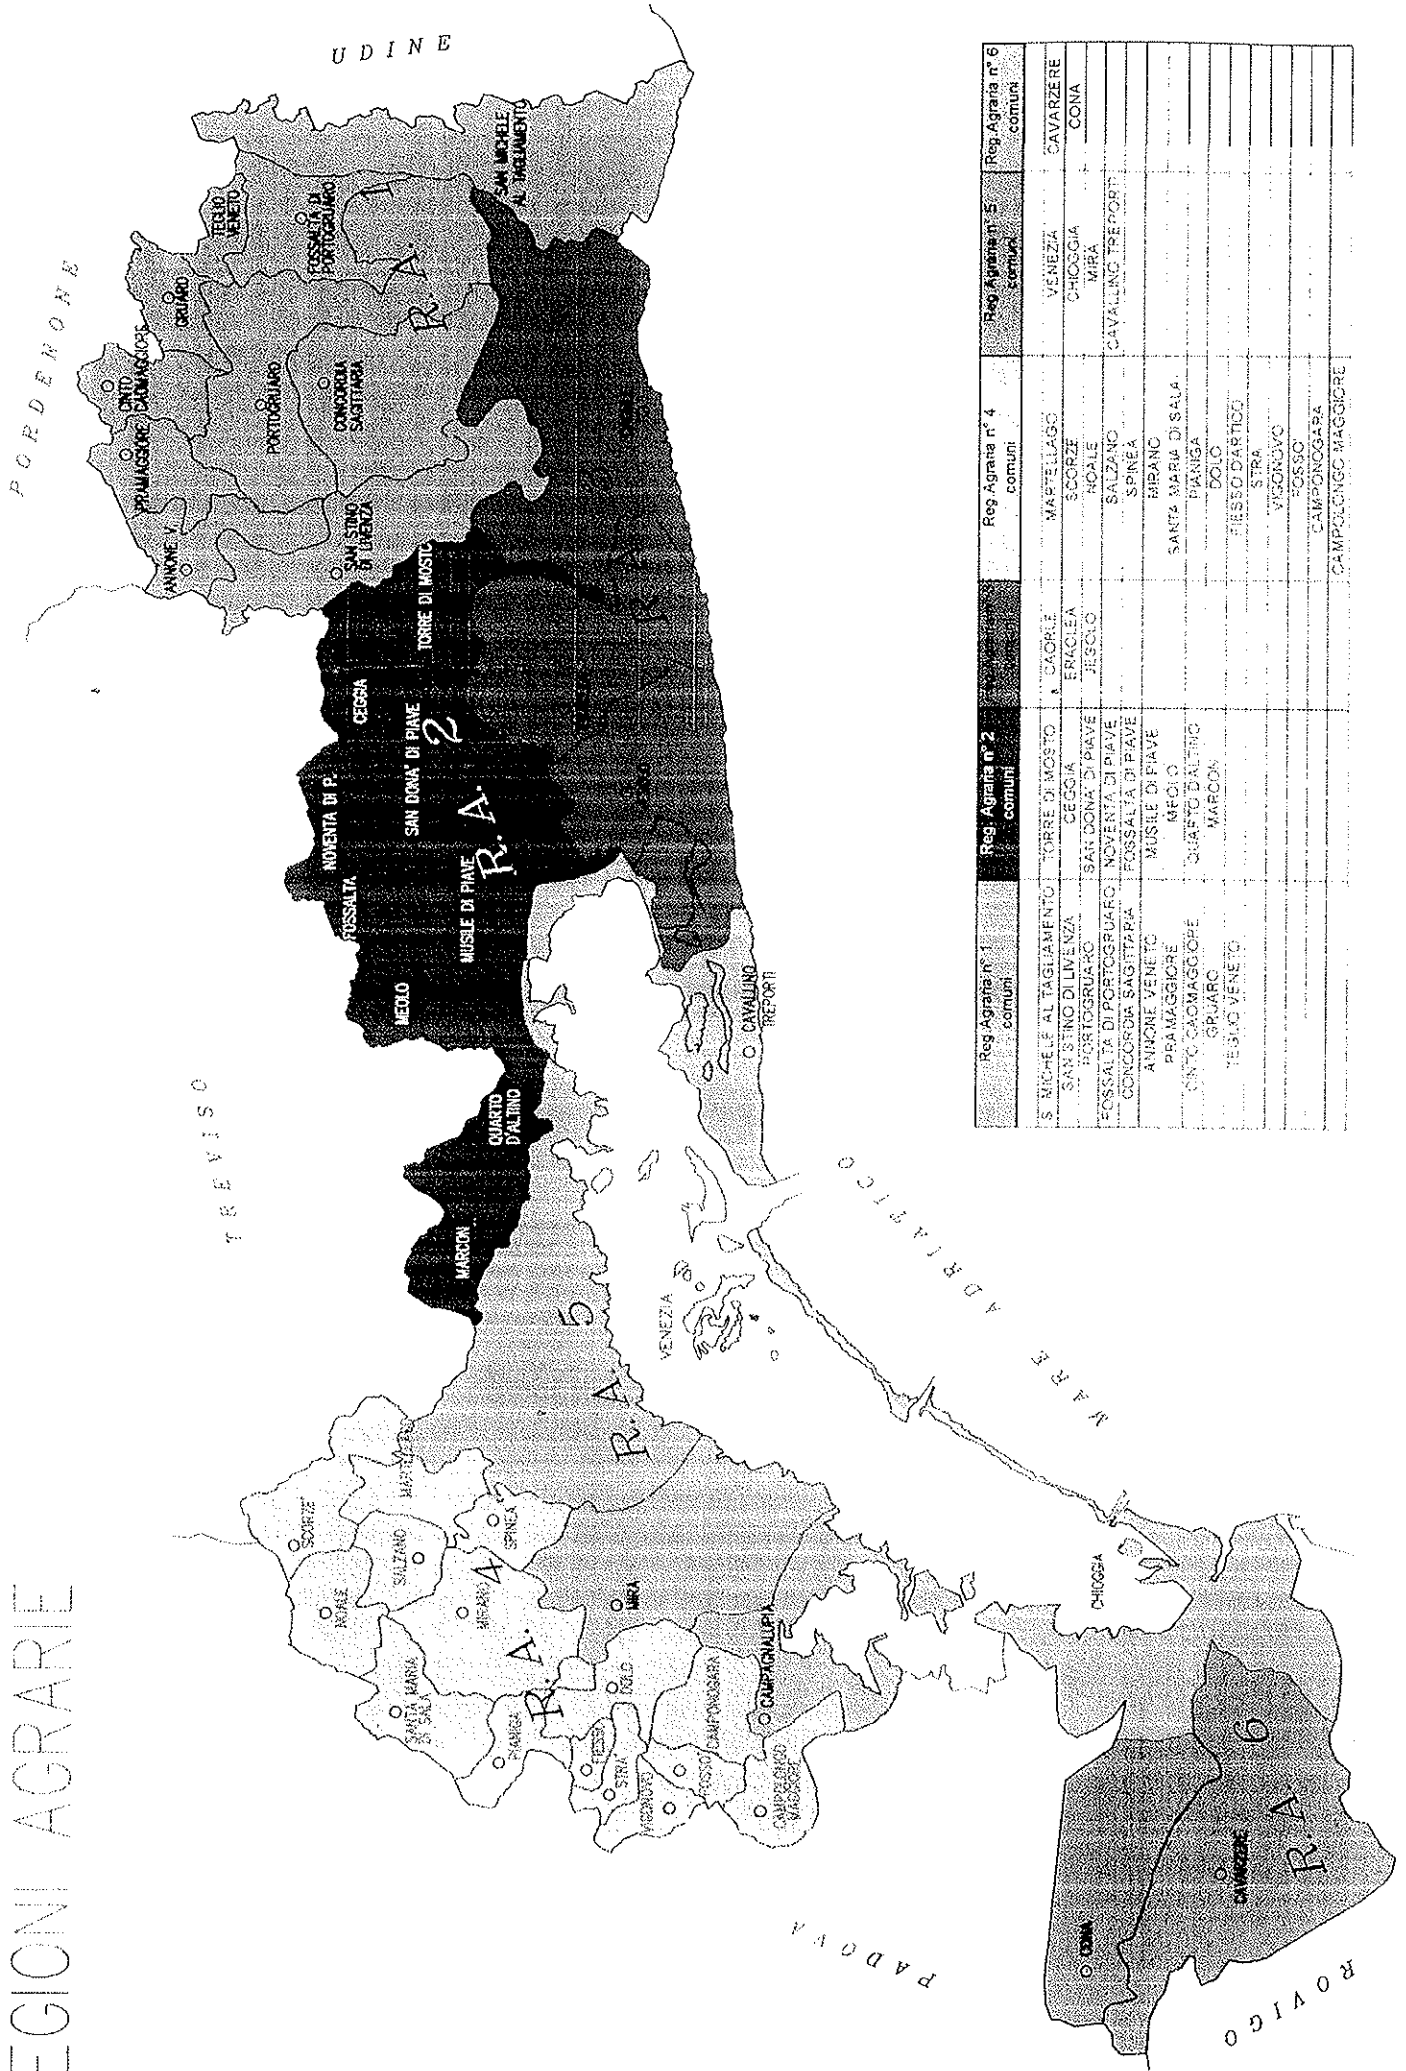 EGIONI AGRARIE
PORDENONE
UDINE
TREVISO
PADOVA
ROVIGO
MARE ADRIATICO
ANNONE V.
PRAMAGGIORE
CINTO
CAOMAGGIORE
GRUARO
TEGLIO
VENETO
PORTOGRUARO
FOSSALTA DI
PORTOGRUARO
CONCORDIA
SAGITTARIA
SAN STINO
DI LIVENZA
SAN MICHELE
AL TAGLIAMENTO
R. A. 1
TORRE DI MOSTO
CEGGIA
NOVENTA DI P.
SAN DONA' DI PIAVE
FOSSALTA
MUSILE DI PIAVE
MEOLO
QUARTO
D'ALTINO
MARCON
R. A. 2
R. A.
CAVALLINO
TREPORTI
VENEZIA
R. A. 5
SCORZE'
MARTELLAGO
NOALE
SALZANO
SPINEA
MIRANO
SANTA MARIA
DI SALA
PIANIGA
R. A. 4
MIRA
DOLO
FIESSO
STRA'
VIGONOVO
FOSSO'
CAMPONOGARA
CAMPOLONGO
MAGGIORE
CAMPAGNALUPIA
CHIOGGIA
CONA
CAVARZERE
R. A. 6
Reg. Agraria n° 1 Reg. Agraria n° 2 Reg. Agraria n° 4 Reg. Agraria n° 5 Reg. Agraria n° 6
comuni comuni comuni comuni comuni
S. MICHELE AL TAGLIAMENTO TORRE DI MOSTO CAORLE MARTELLAGO VENEZIA CAVARZERE
SAN STINO DI LIVENZA CEGGIA ERACLEA SCORZE CHIOGGIA CONA
PORTOGRUARO SAN DONA' DI PIAVE JESOLO NOALE MIRA
FOSSALTA DI PORTOGRUARO NOVENTA DI PIAVE SALZANO CAVALLINO TREPORTI
CONCORDIA SAGITTARIA FOSSALTA DI PIAVE SPINEA
ANNONE VENETO MUSILE DI PIAVE MIRANO
PRAMAGGIORE MEOLO SANTA MARIA DI SALA
CINTO CAOMAGGIORE QUARTO D'ALTINO PIANIGA
GRUARO MARCON DOLO
TEGLIO VENETO FIESSO D'ARTICO
STRA
VIGONOVO
FOSSO'
CAMPONOGARA
CAMPOLONGO MAGGIORE